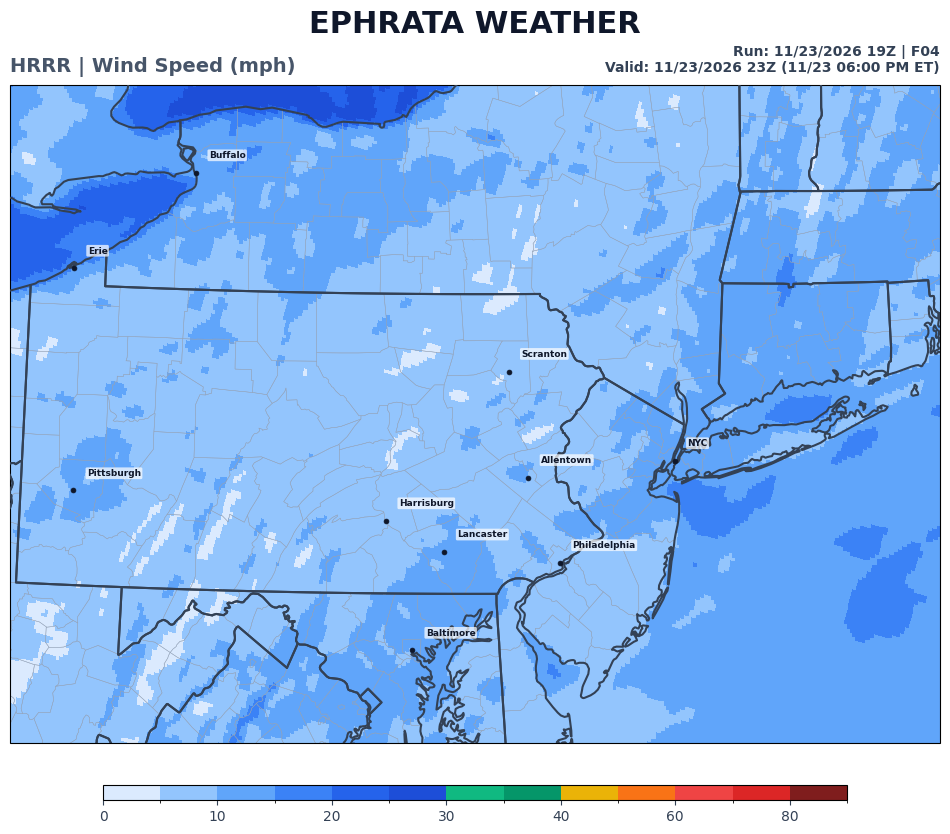 EPHRATA WEATHER
HRRR | Wind Speed (mph)
Run: 11/23/2026 19Z | F04
Valid: 11/23/2026 23Z (11/23 06:00 PM ET)
Buffalo
Erie
Scranton
NYC
Allentown
Pittsburgh
Harrisburg
Lancaster
Philadelphia
Baltimore
0 10 20 30 40 50 60 70 80